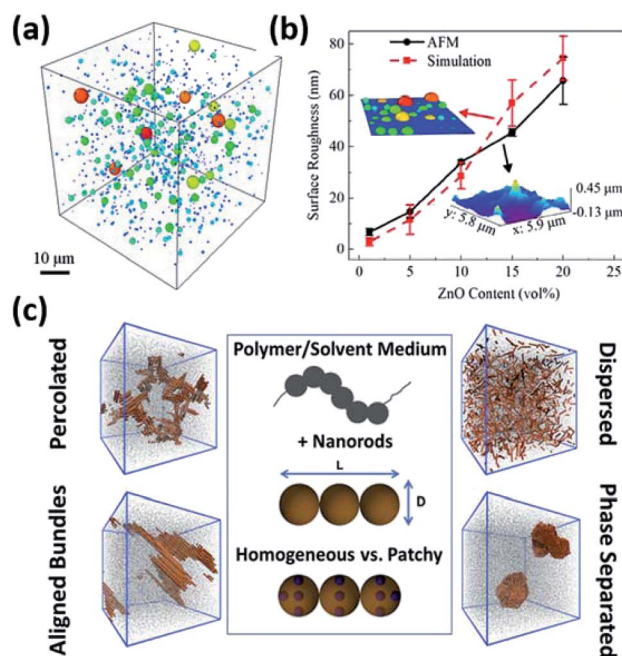 (a)
10 μm
(b)
AFM
Simulation
Surface Roughness (nm)
80
60
40
20
0
0.45 μm
-0.13 μm
y: 5.8 μm
x: 5.9 μm
0 5 10 15 20 25
ZnO Content (vol%)
(c)
Percolated
Aligned Bundles
Polymer/Solvent Medium
+ Nanorods
L
D
Homogeneous vs. Patchy
Dispersed
Phase Separated